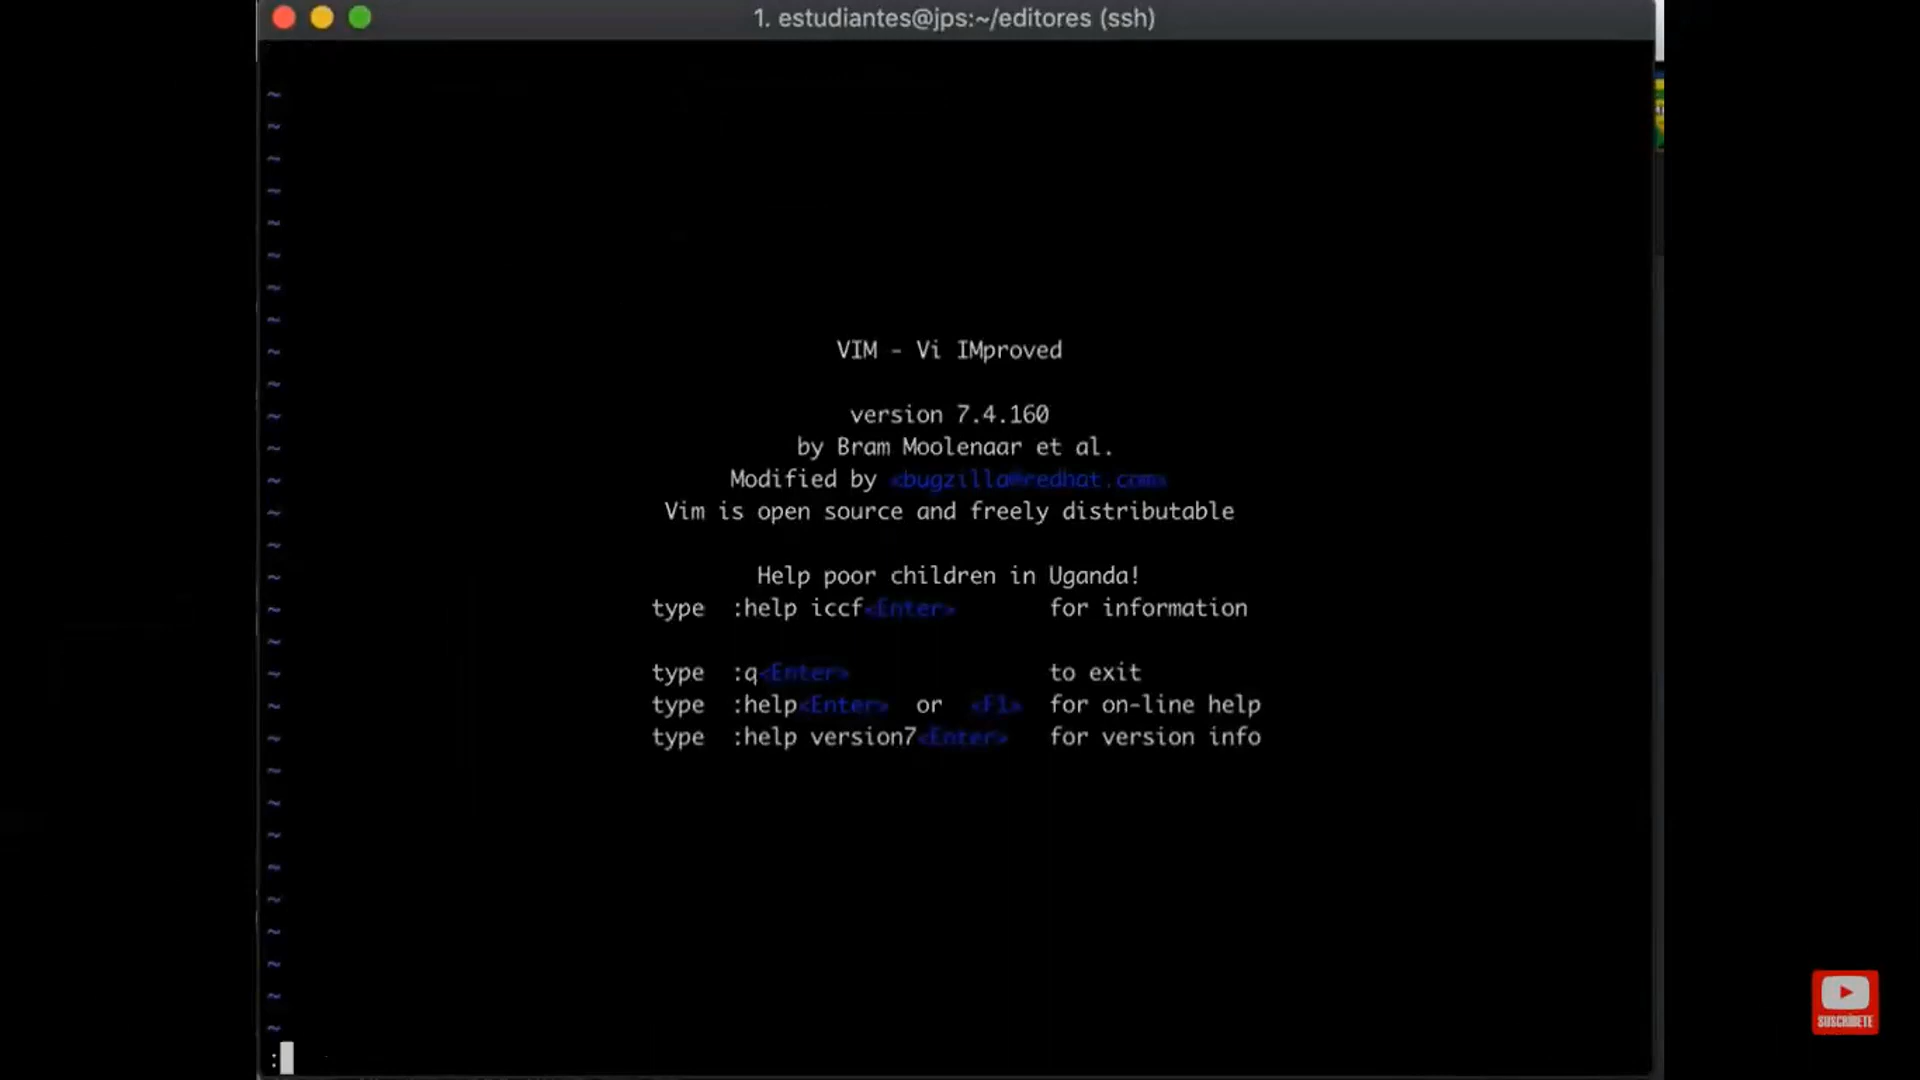 1. estudiantes@jps:~/editores (ssh)
~
~
~
~
~
~
~
~
VIM - Vi IMproved
~
~
version 7.4.160
~
by Bram Moolenaar et al.
~
Modified by <bugzilla@redhat.com>
~
Vim is open source and freely distributable
~
~
Help poor children in Uganda!
~
type :help iccf<Enter> for information
~
~
type :q<Enter> to exit
~
type :help<Enter> or <F1> for on-line help
~
type :help version7<Enter> for version info
~
~
~
~
~
~
~
~
~
~
:
SUSCRÍBETE